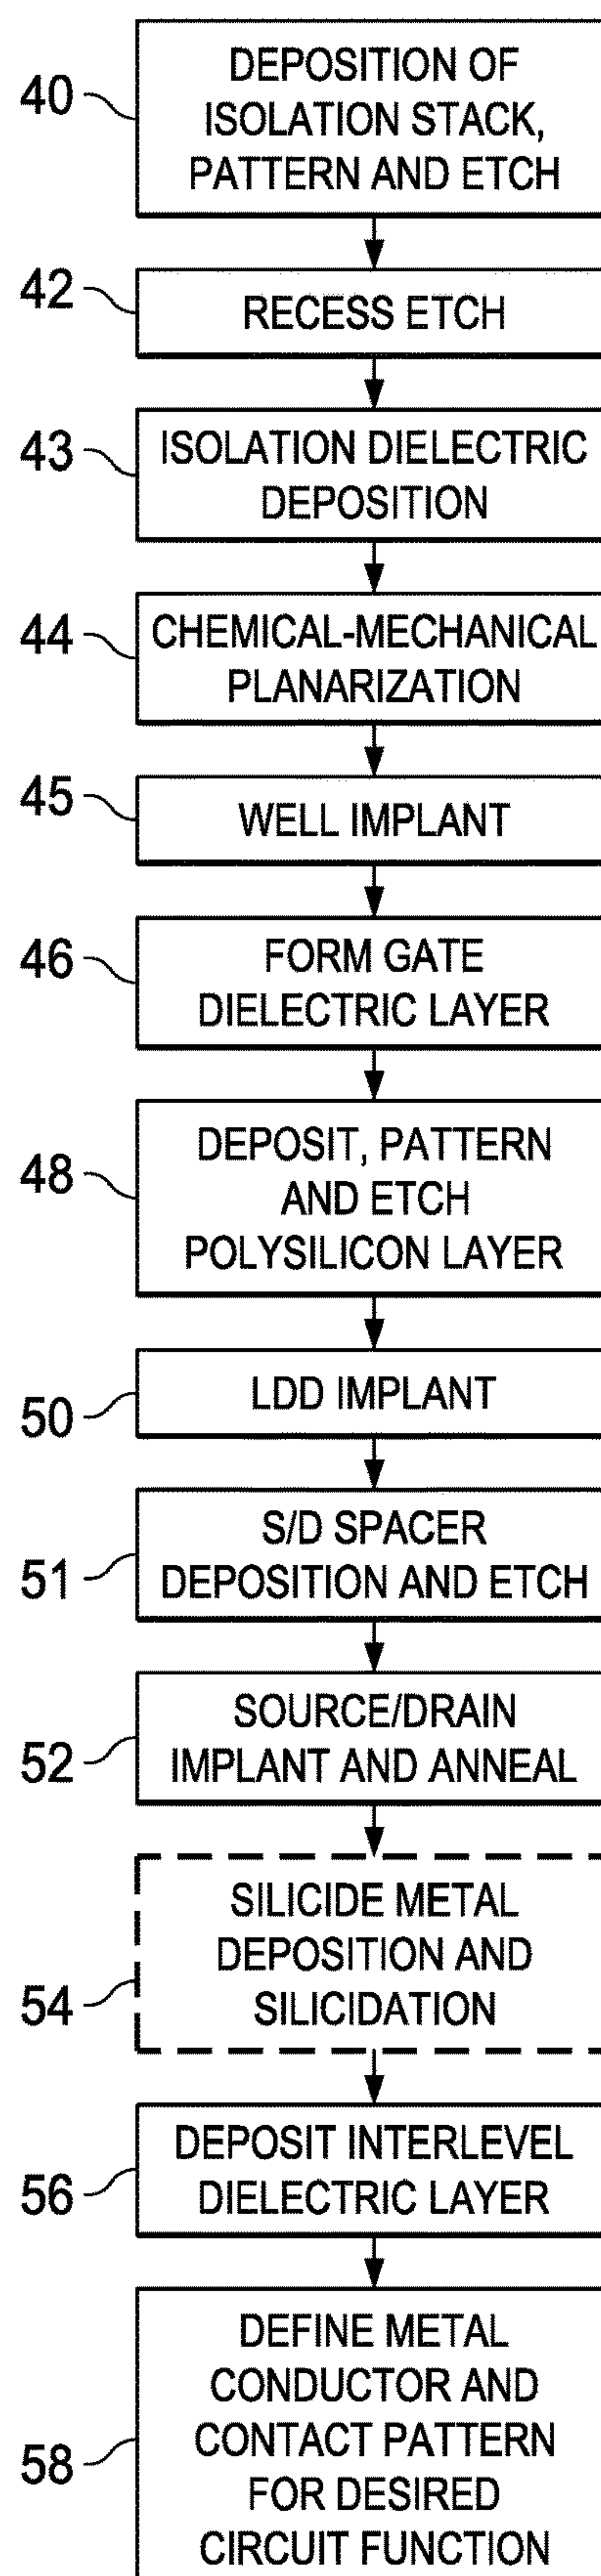 40
DEPOSITION OF
ISOLATION STACK,
PATTERN AND ETCH
42
RECESS ETCH
43
ISOLATION DIELECTRIC
DEPOSITION
44
CHEMICAL-MECHANICAL
PLANARIZATION
45
WELL IMPLANT
46
FORM GATE
DIELECTRIC LAYER
48
DEPOSIT, PATTERN
AND ETCH
POLYSILICON LAYER
50
LDD IMPLANT
51
S/D SPACER
DEPOSITION AND ETCH
52
SOURCE/DRAIN
IMPLANT AND ANNEAL
54
SILICIDE METAL
DEPOSITION AND
SILICIDATION
56
DEPOSIT INTERLEVEL
DIELECTRIC LAYER
58
DEFINE METAL
CONDUCTOR AND
CONTACT PATTERN
FOR DESIRED
CIRCUIT FUNCTION